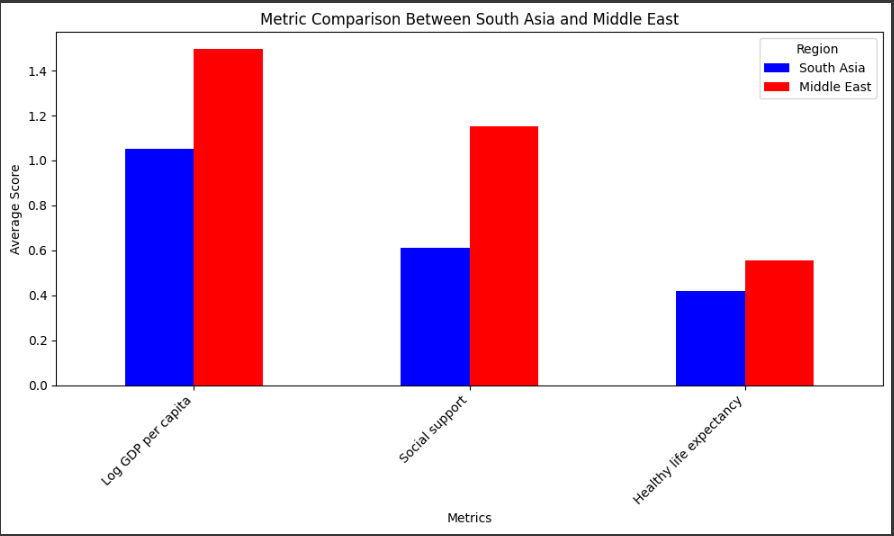 Metric Comparison Between South Asia and Middle East
Region
South Asia
Middle East
Average Score
1.4
1.2
1.0
0.8
0.6
0.4
0.2
0.0
Log GDP per capita
Social support
Healthy life expectancy
Metrics